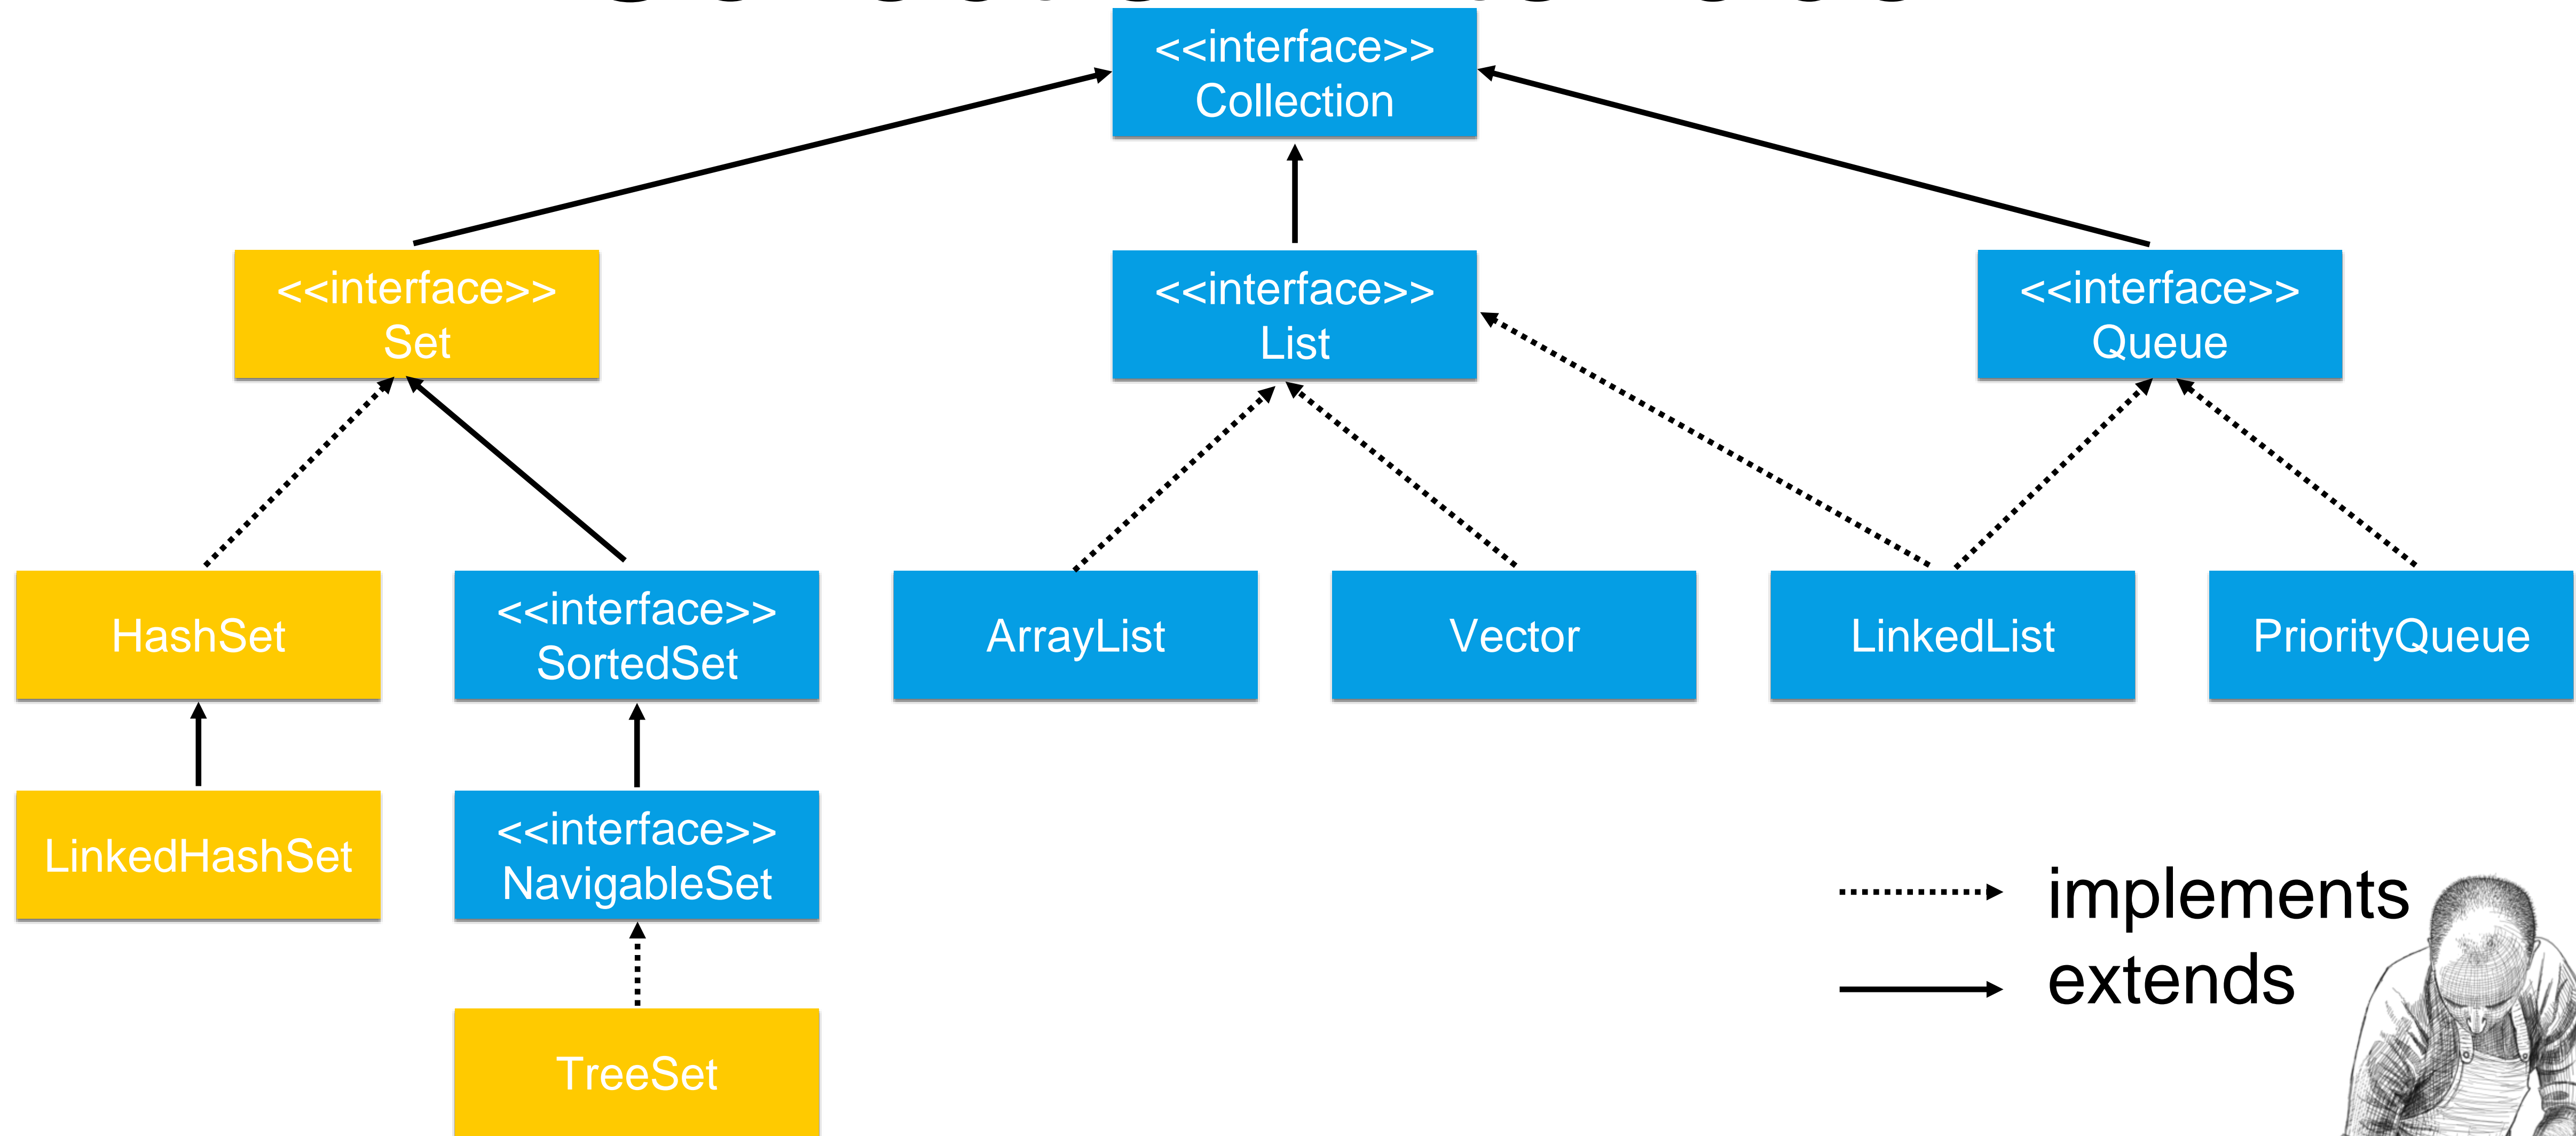 <<interface>>
Collection
<<interface>>
Set
<<interface>>
List
<<interface>>
Queue
HashSet
<<interface>>
SortedSet
ArrayList
Vector
LinkedList
PriorityQueue
LinkedHashSet
<<interface>>
NavigableSet
TreeSet
implements
extends